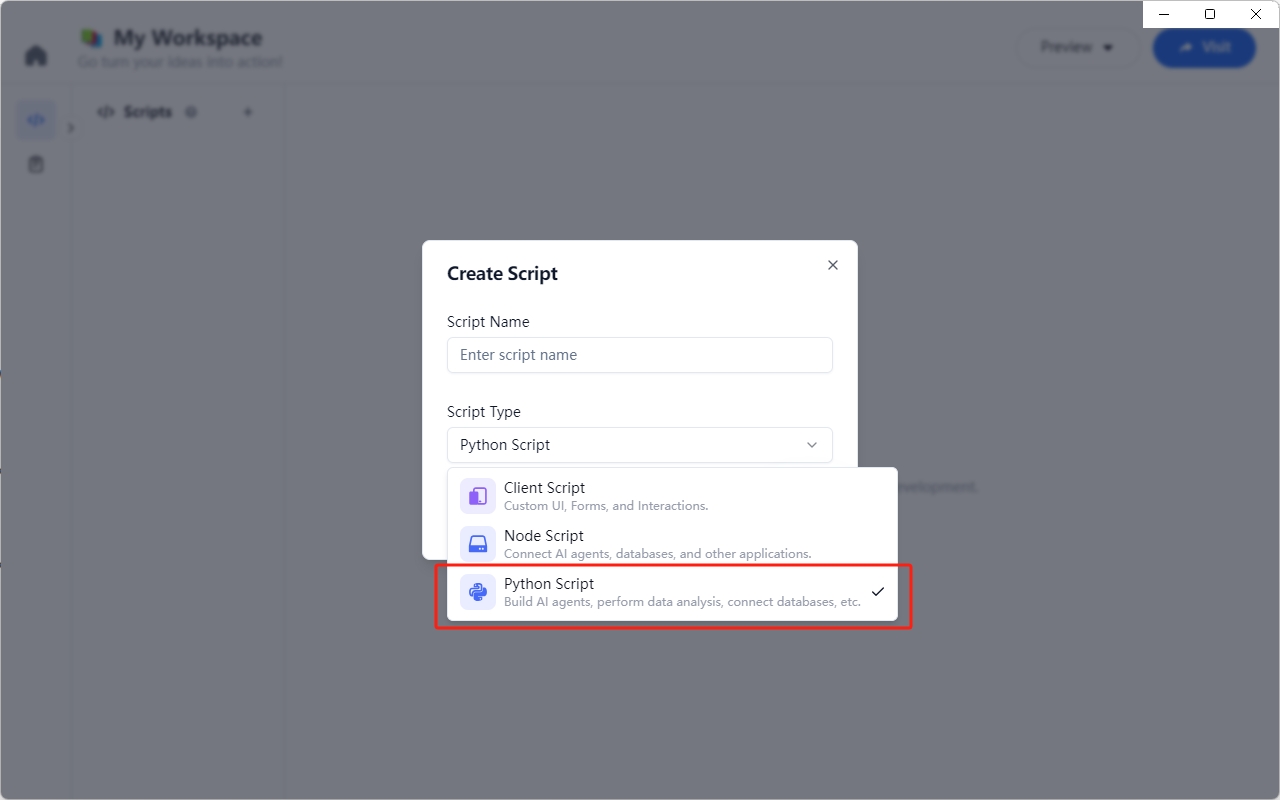 My Workspace
Go turn your ideas into action!
Preview
Visit
Scripts
Create Script
Script Name
Enter script name
Script Type
Python Script
Client Script
Custom UI, Forms, and Interactions.
Node Script
Connect AI agents, databases, and other applications.
Python Script
Build AI agents, perform data analysis, connect databases, etc.